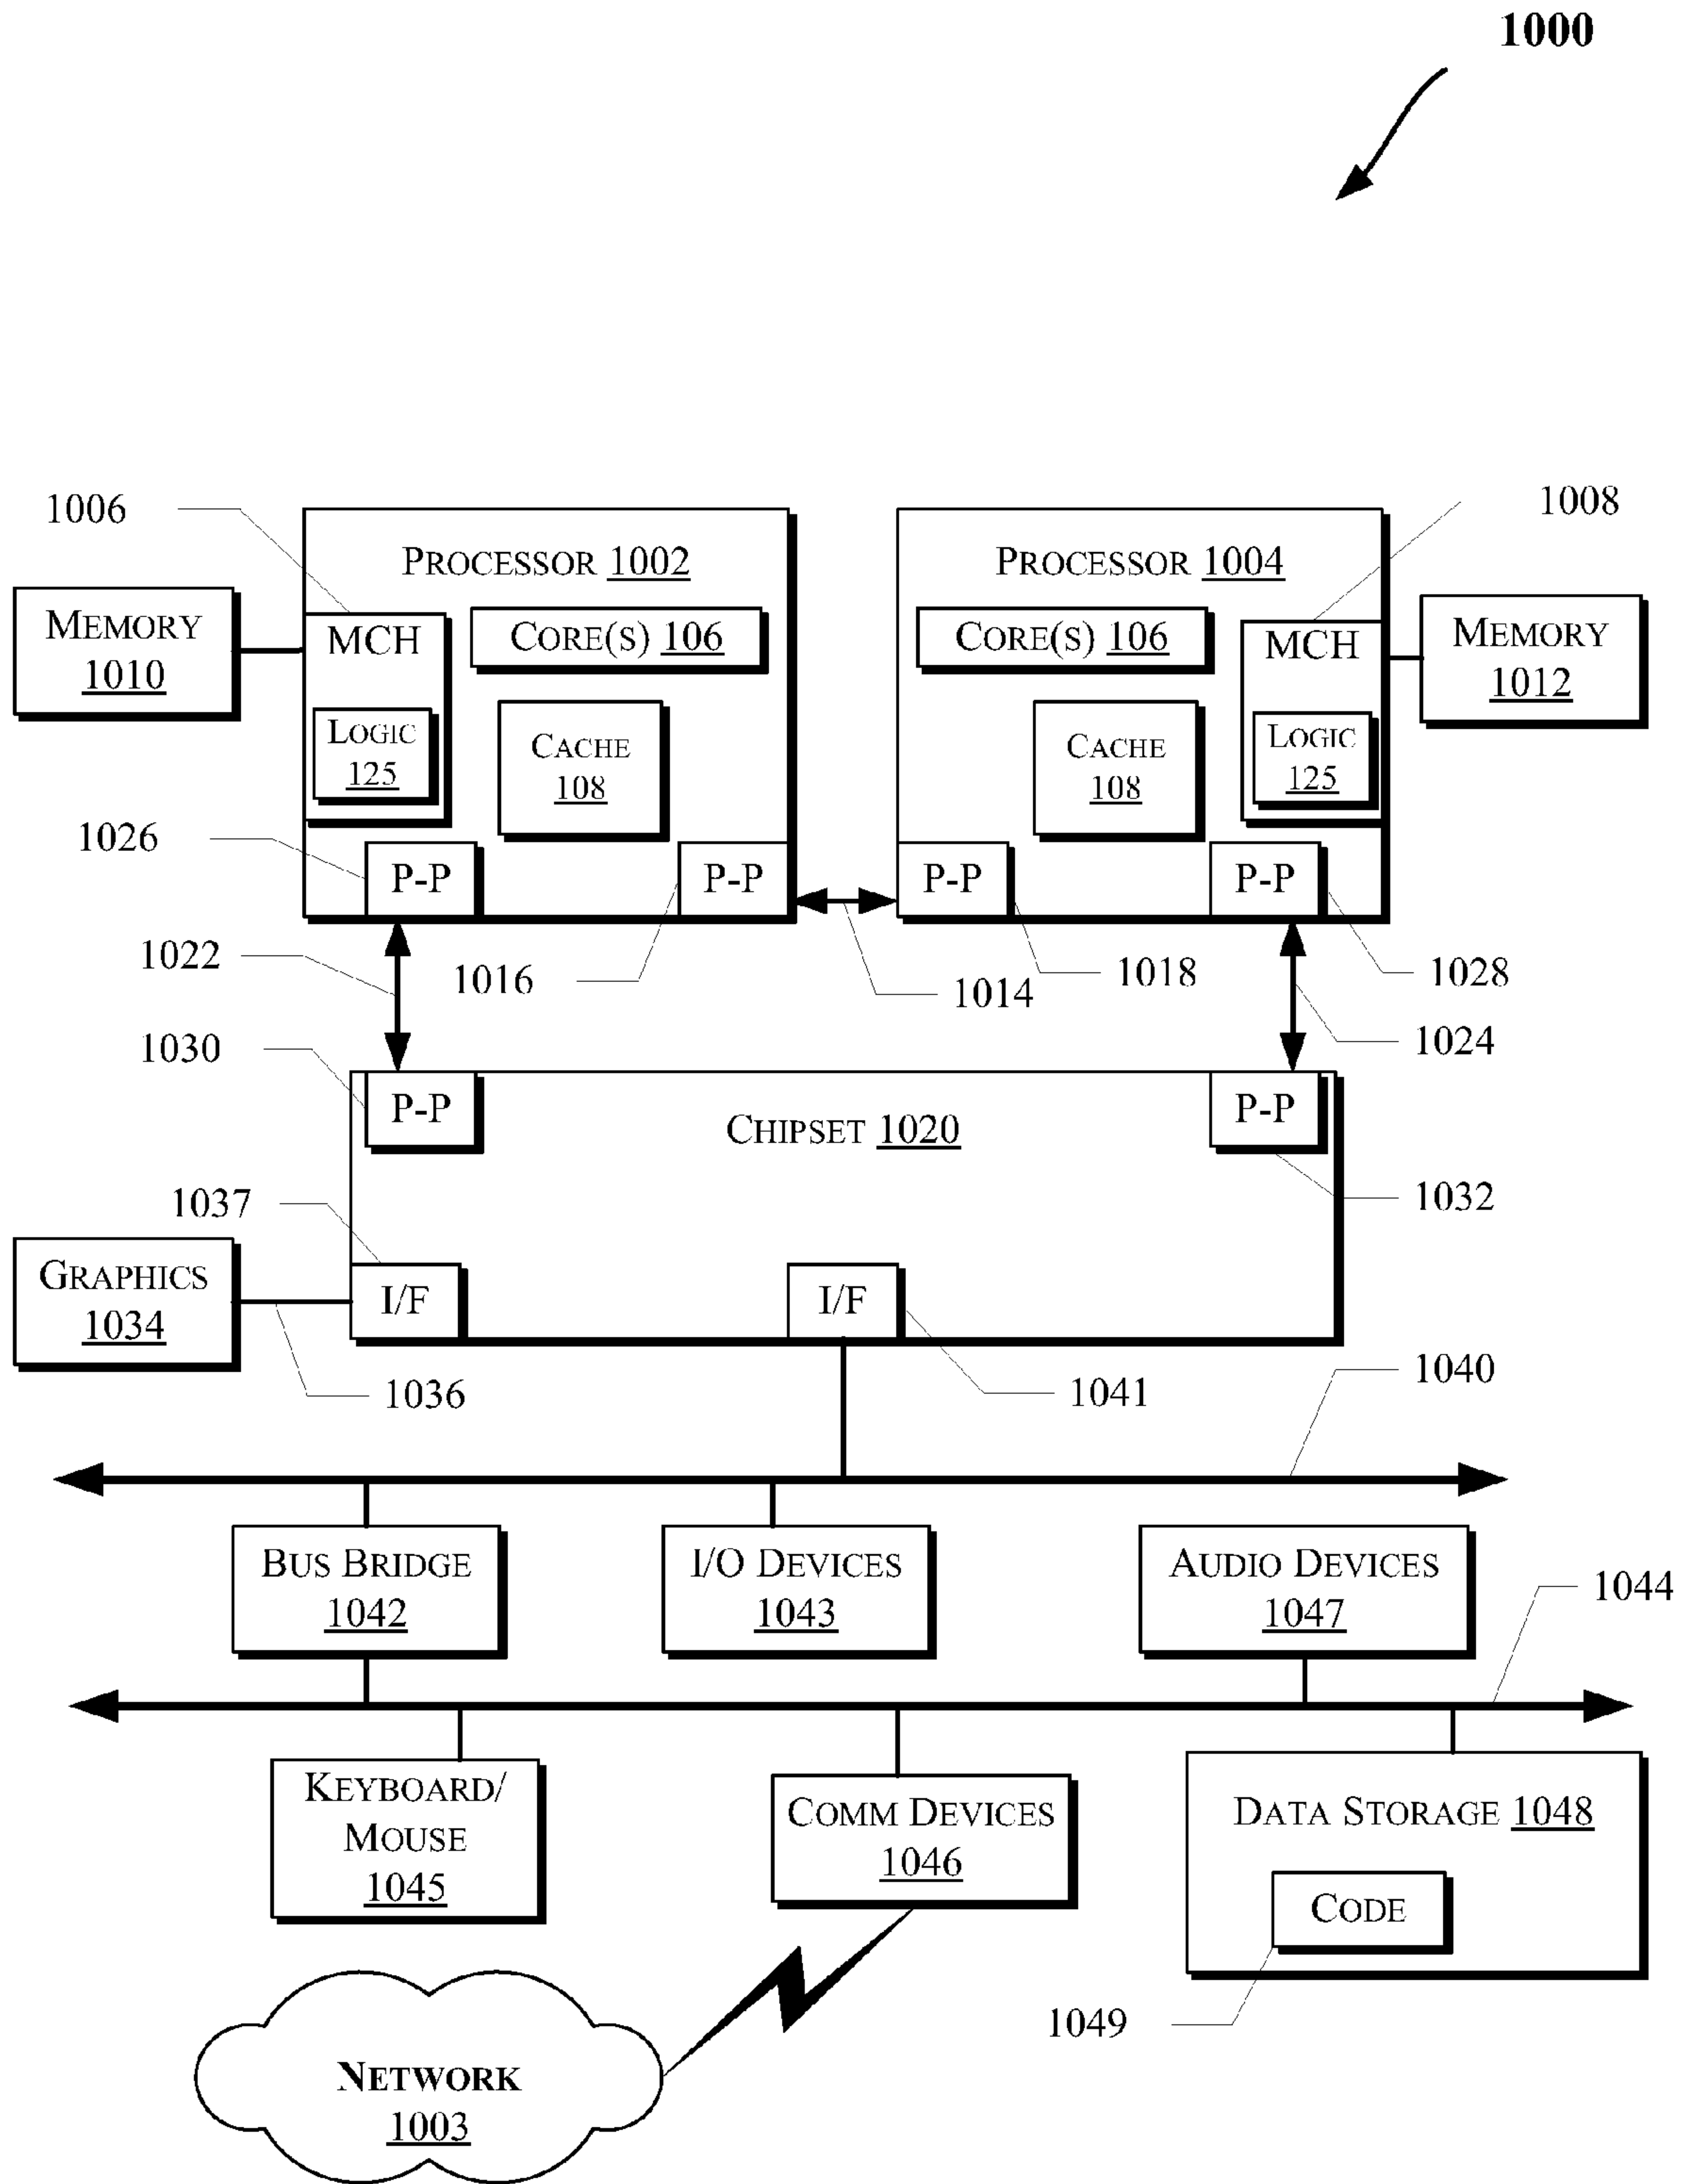 1000
1006
1008
PROCESSOR 1002
PROCESSOR 1004
MEMORY
1010
MCH
CORE(S) 106
CORE(S) 106
MCH
MEMORY
1012
LOGIC
125
CACHE
108
CACHE
108
LOGIC
125
1026
P-P
P-P
P-P
P-P
1022
1016
1014
1018
1028
1030
1024
P-P
CHIPSET 1020
P-P
1037
1032
GRAPHICS
1034
I/F
I/F
1036
1041
1040
BUS BRIDGE
1042
I/O DEVICES
1043
AUDIO DEVICES
1047
1044
KEYBOARD/
MOUSE
1045
COMM DEVICES
1046
DATA STORAGE 1048
CODE
1049
NETWORK
1003